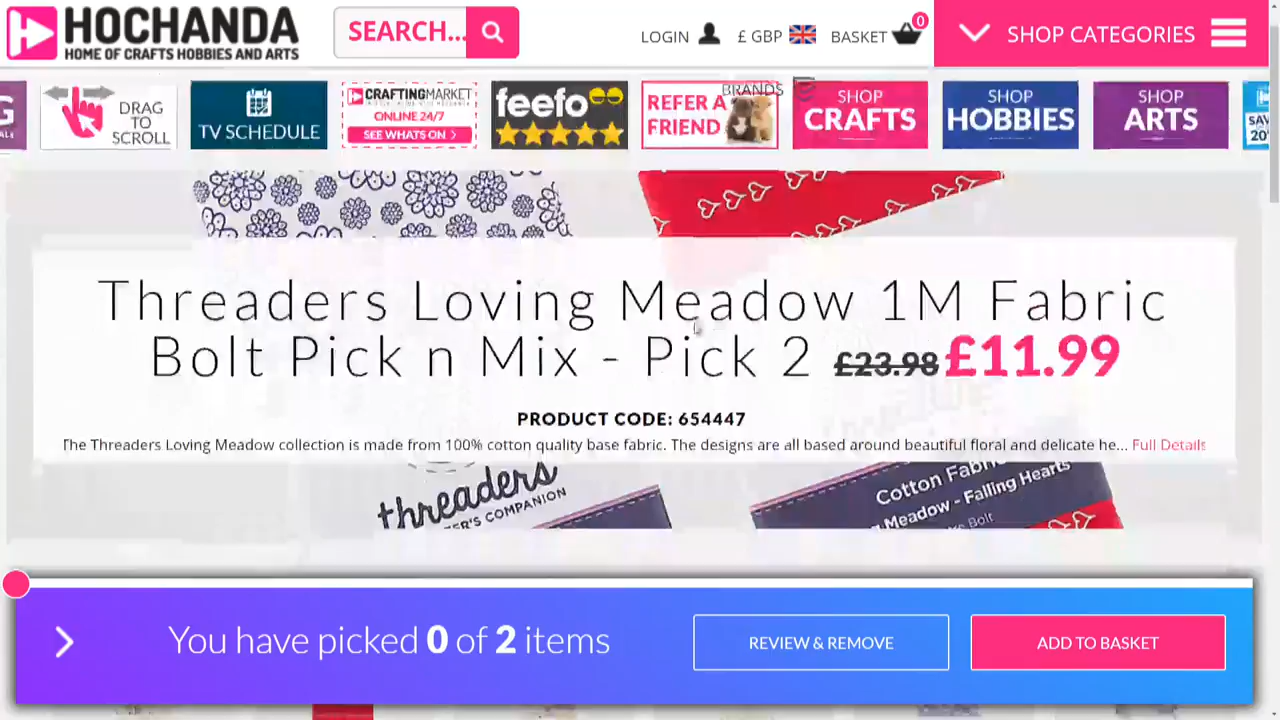 HOCHANDA
HOME OF CRAFTS HOBBIES AND ARTS
SEARCH...
LOGIN
£ GBP
BASKET
0
SHOP CATEGORIES
G
DRAG
TO
SCROLL
TV SCHEDULE
CRAFTINGMARKET
ONLINE 24/7
SEE WHATS ON >
feefo
REFER A
FRIEND
BRANDS
SHOP
CRAFTS
SHOP
HOBBIES
SHOP
ARTS
Threaders Loving Meadow 1M Fabric
Bolt Pick n Mix - Pick 2 £23.98 £11.99
PRODUCT CODE: 654447
The Threaders Loving Meadow collection is made from 100% cotton quality base fabric. The designs are all based around beautiful floral and delicate he... Full Details
threaders
ER'S COMPANION
Cotton Fabri
Meadow - Falling Hearts
Bolt
You have picked 0 of 2 items
REVIEW & REMOVE
ADD TO BASKET